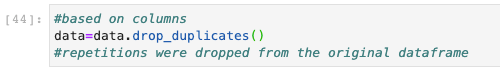 [44]: #based on columns
data=data.drop_duplicates()
#repetitions were dropped from the original dataframe